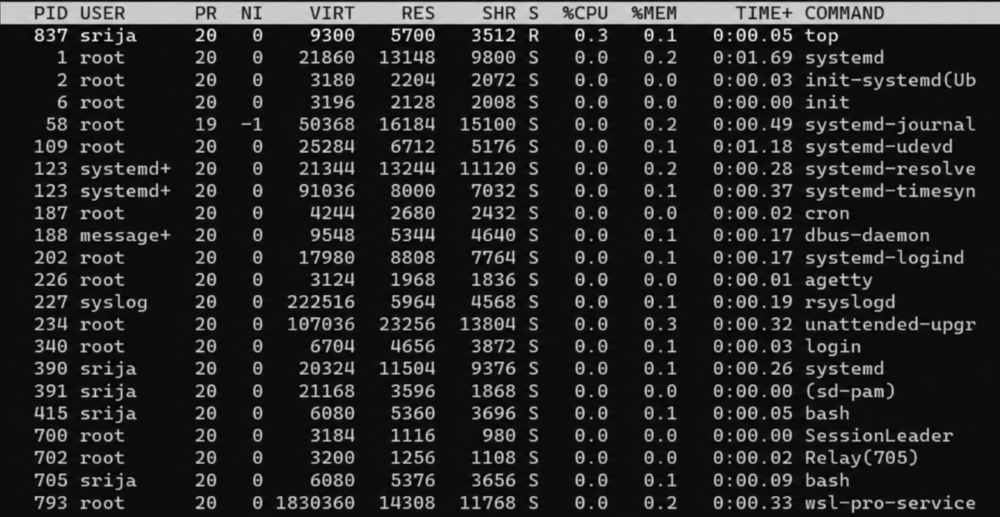 PID USER PR NI VIRT RES SHR S %CPU %MEM TIME+ COMMAND
837 srija 20 0 9300 5700 3512 R 0.3 0.1 0:00.05 top
1 root 20 0 21860 13148 9800 S 0.0 0.2 0:01.69 systemd
2 root 20 0 3180 2204 2072 S 0.0 0.0 0:00.03 init-systemd(Ub
6 root 20 0 3196 2128 2008 S 0.0 0.0 0:00.00 init
58 root 19 -1 50368 16184 15100 S 0.0 0.2 0:00.49 systemd-journal
109 root 20 0 25284 6712 5176 S 0.0 0.1 0:01.18 systemd-udevd
123 systemd+ 20 0 21344 13244 11120 S 0.0 0.2 0:00.28 systemd-resolve
123 systemd+ 20 0 91036 8000 7032 S 0.0 0.1 0:00.37 systemd-timesyn
187 root 20 0 4244 2680 2432 S 0.0 0.0 0:00.02 cron
188 message+ 20 0 9548 5344 4640 S 0.0 0.1 0:00.17 dbus-daemon
202 root 20 0 17980 8808 7764 S 0.0 0.1 0:00.17 systemd-logind
226 root 20 0 3124 1968 1836 S 0.0 0.0 0:00.01 agetty
227 syslog 20 0 222516 5964 4568 S 0.0 0.1 0:00.19 rsyslogd
234 root 20 0 107036 23256 13804 S 0.0 0.3 0:00.32 unattended-upgr
340 root 20 0 6704 4656 3872 S 0.0 0.1 0:00.03 login
390 srija 20 0 20324 11504 9376 S 0.0 0.1 0:00.26 systemd
391 srija 20 0 21168 3596 1868 S 0.0 0.0 0:00.00 (sd-pam)
415 srija 20 0 6080 5360 3696 S 0.0 0.1 0:00.05 bash
700 root 20 0 3184 1116 980 S 0.0 0.0 0:00.00 SessionLeader
702 root 20 0 3200 1256 1108 S 0.0 0.0 0:00.02 Relay(705)
705 srija 20 0 6080 5376 3656 S 0.0 0.1 0:00.09 bash
793 root 20 0 1830360 14308 11768 S 0.0 0.2 0:00.33 wsl-pro-service